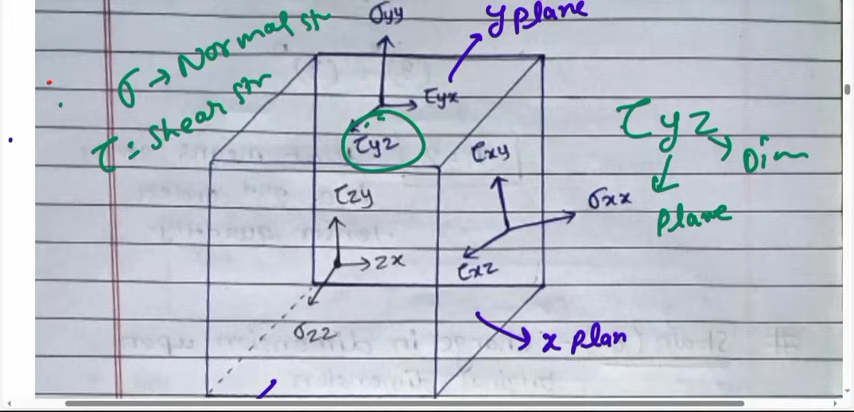 σyy
y plane
σ → Normal str
τyx
τ = Shear str
τyz
τxy
τyz
Dim
plane
τzy
σxx
zx
τxz
σzz
x plan